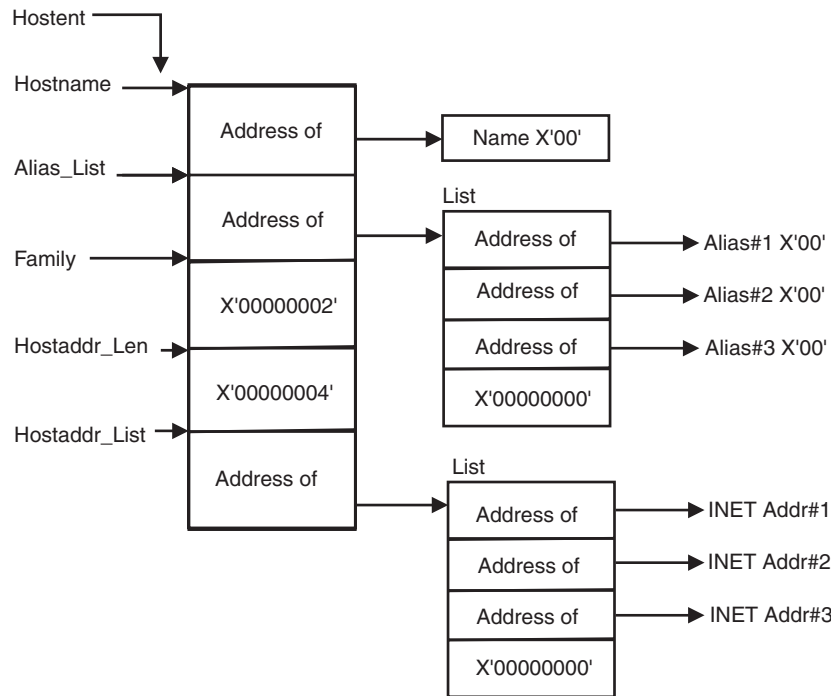 Hostent
Hostname
Address of
Name X'00'
Alias_List
List
Address of
Address of
Alias#1 X'00'
Family
Address of
Alias#2 X'00'
X'00000002'
Hostaddr_Len
Address of
Alias#3 X'00'
X'00000004'
X'00000000'
Hostaddr_List
List
Address of
Address of
INET Addr#1
Address of
INET Addr#2
Address of
INET Addr#3
X'00000000'